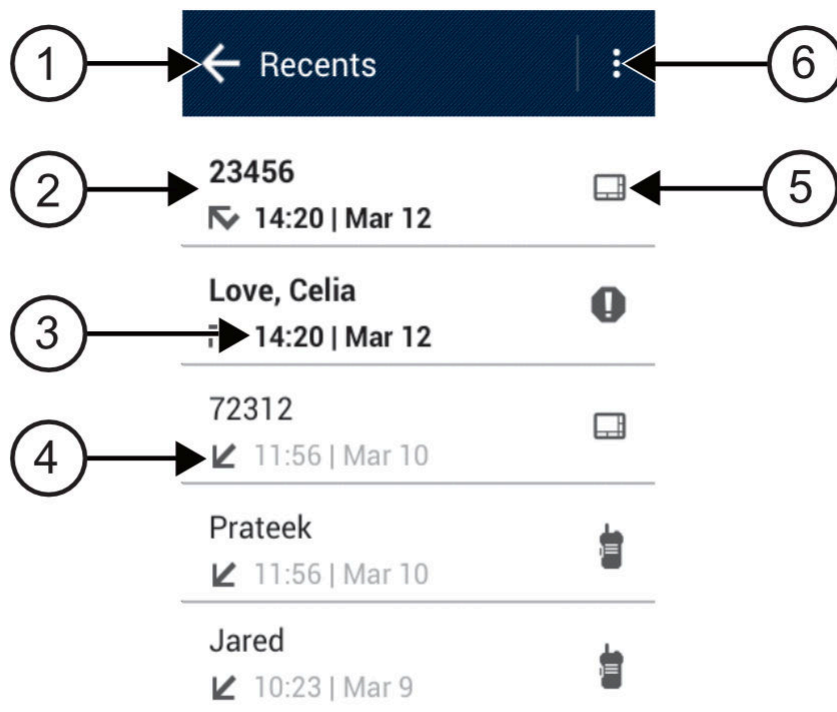 1
Recents
6
2
23456
14:20 | Mar 12
5
Love, Celia
3
14:20 | Mar 12
72312
4
11:56 | Mar 10
Prateek
11:56 | Mar 10
Jared
10:23 | Mar 9